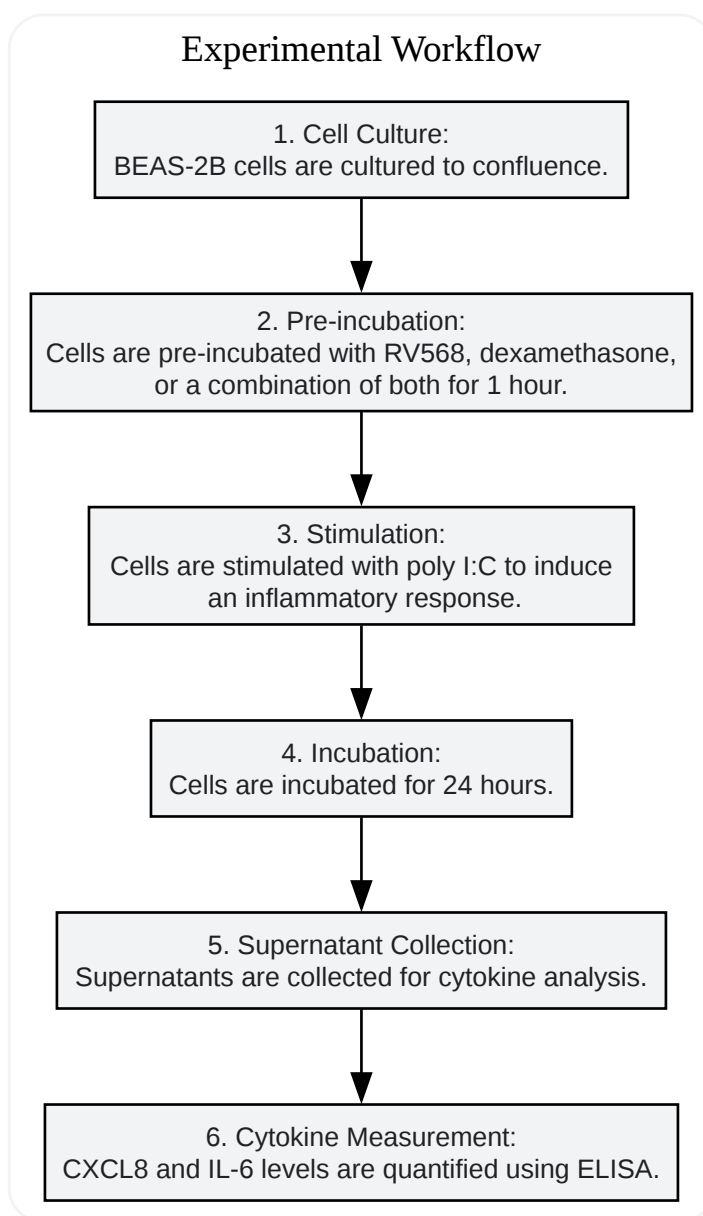 Experimental Workflow
1. Cell Culture:
BEAS-2B cells are cultured to confluence.
2. Pre-incubation:
Cells are pre-incubated with RV568, dexamethasone,
or a combination of both for 1 hour.
3. Stimulation:
Cells are stimulated with poly I:C to induce
an inflammatory response.
4. Incubation:
Cells are incubated for 24 hours.
5. Supernatant Collection:
Supernatants are collected for cytokine analysis.
6. Cytokine Measurement:
CXCL8 and IL-6 levels are quantified using ELISA.